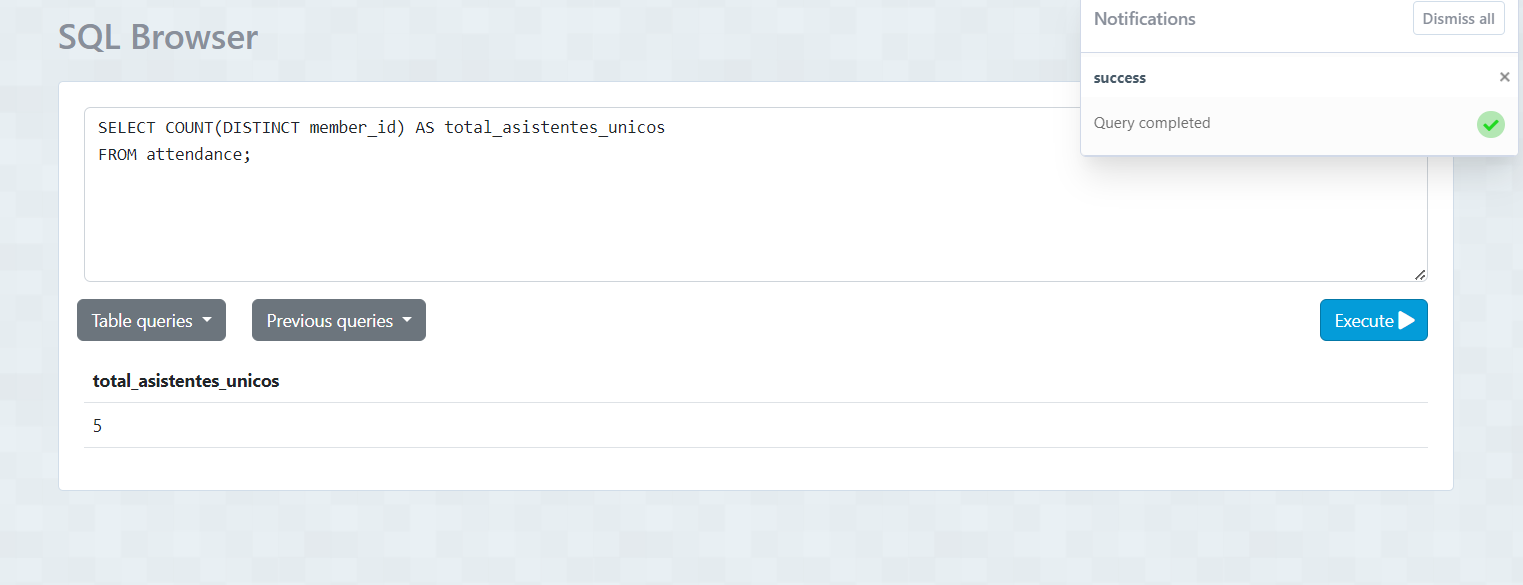 SQL Browser
Notifications
Dismiss all
success
×
Query completed
SELECT COUNT(DISTINCT member_id) AS total_asistentes_unicos
FROM attendance;
Table queries
Previous queries
Execute
total_asistentes_unicos
5